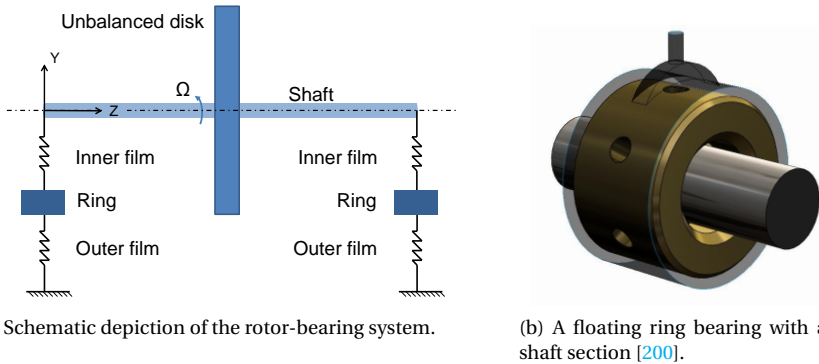 Unbalanced disk
Y
Ω
Shaft
Z
Inner film
Inner film
Ring
Ring
Outer film
Outer film
Schematic depiction of the rotor-bearing system.
(b) A floating ring bearing with a
shaft section [200].